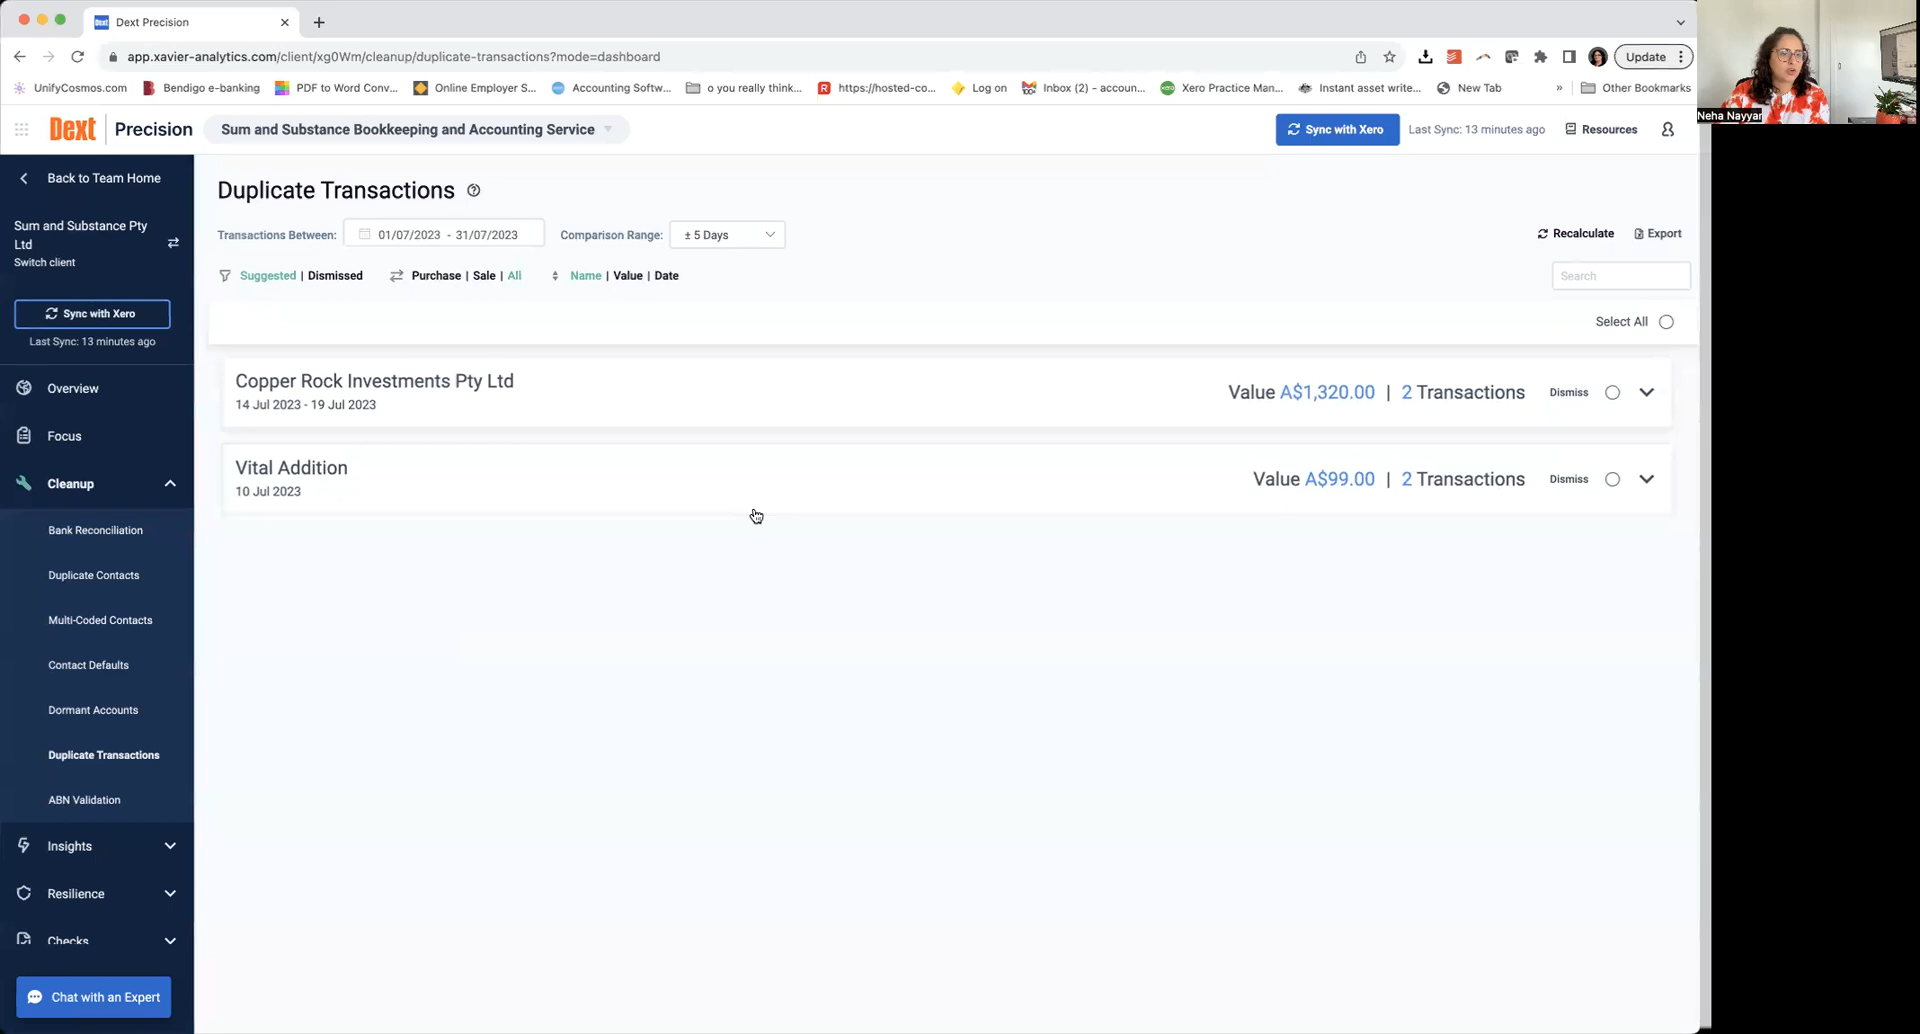 Dext Precision
app.xavier-analytics.com/client/xg0Wm/cleanup/duplicate-transactions?mode=dashboard
Update
UnifyCosmos.com
Bendigo e-banking
PDF to Word Conv...
Online Employer S...
Accounting Softw...
o you really think...
https://hosted-co...
Log on
Inbox (2) - accoun...
Xero Practice Man...
Instant asset write...
New Tab
»
Other Bookmarks
Neha Nayyar
Dext
Precision
Sum and Substance Bookkeeping and Accounting Service
Sync with Xero
Last Sync: 13 minutes ago
Resources
Back to Team Home
Sum and Substance Pty
Ltd
Switch client
Sync with Xero
Last Sync: 13 minutes ago
Overview
Focus
Cleanup
Bank Reconciliation
Duplicate Contacts
Multi-Coded Contacts
Contact Defaults
Dormant Accounts
Duplicate Transactions
ABN Validation
Insights
Resilience
Checks
Chat with an Expert
Duplicate Transactions
Transactions Between: 01/07/2023 - 31/07/2023 Comparison Range: ± 5 Days
Recalculate
Export
Suggested | Dismissed
Purchase | Sale | All
Name | Value | Date
Search
Select All
Copper Rock Investments Pty Ltd
14 Jul 2023 - 19 Jul 2023
Value A$1,320.00 | 2 Transactions
Dismiss
Vital Addition
10 Jul 2023
Value A$99.00 | 2 Transactions
Dismiss